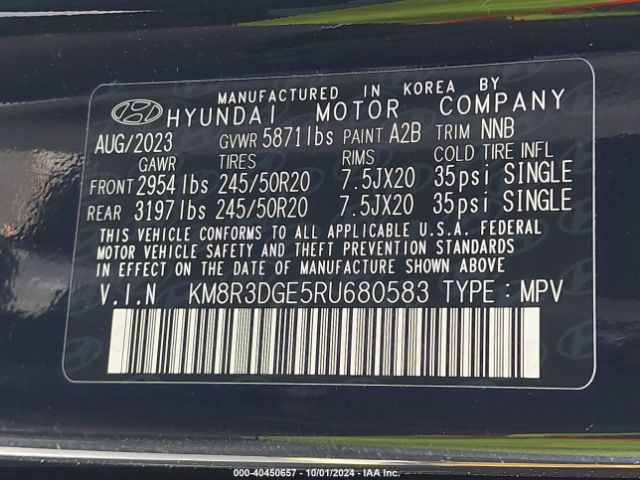 MANUFACTURED IN KOREA BY
HYUNDAI MOTOR COMPANY
AUG/2023 GVWR 5871lbs PAINT A2B TRIM NNB
GAWR TIRES RIMS COLD TIRE INFL
FRONT 2954 lbs 245/50R20 7.5JX20 35psi SINGLE
REAR 3197 lbs 245/50R20 7.5JX20 35psi SINGLE
THIS VEHICLE CONFORMS TO ALL APPLICABLE U.S.A. FEDERAL
MOTOR VEHICLE SAFETY AND THEFT PREVENTION STANDARDS
IN EFFECT ON THE DATE OF MANUFACTURE SHOWN ABOVE
V.I.N KM8R3DGE5RU680583 TYPE : MPV
000-40450657 - 10/01/2024 - IAA Inc.